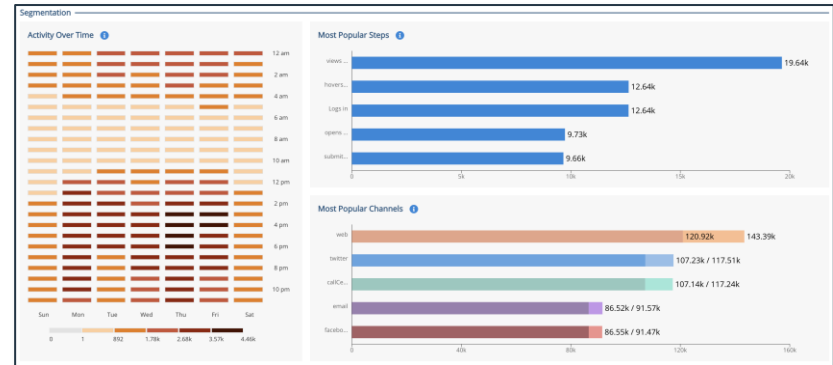 Segmentation
Activity Over Time
12 am
2 am
4 am
6 am
8 am
10 am
12 pm
2 pm
4 pm
6 pm
8 pm
10 pm
Sun Mon Tue Wed Thu Fri Sat
0 1 892 1.78k 2.68k 3.57k 4.46k
Most Popular Steps
views ... 19.64k
hovers... 12.64k
Logs in 12.64k
opens ... 9.73k
submit... 9.66k
0 5k 10k 15k 20k
Most Popular Channels
web 120.92k 143.39k
twitter 107.23k / 117.51k
callCe... 107.14k / 117.24k
email 86.52k / 91.57k
facebo... 86.55k / 91.47k
0 40k 80k 120k 160k